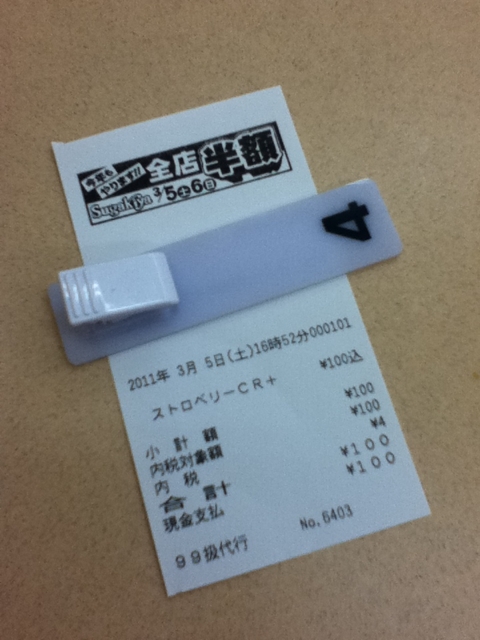 今年も
やります!! 全店半額
Sugakiya 3/5土6日
4
2011年 3月 5日(土)16時52分000101
ストロベリーCR+ ¥100込
小 計 額 ¥100
内税対象額 ¥100
内 税 ¥4
合 計 ¥100
現金支払 ¥100
99扱代行 No.6403